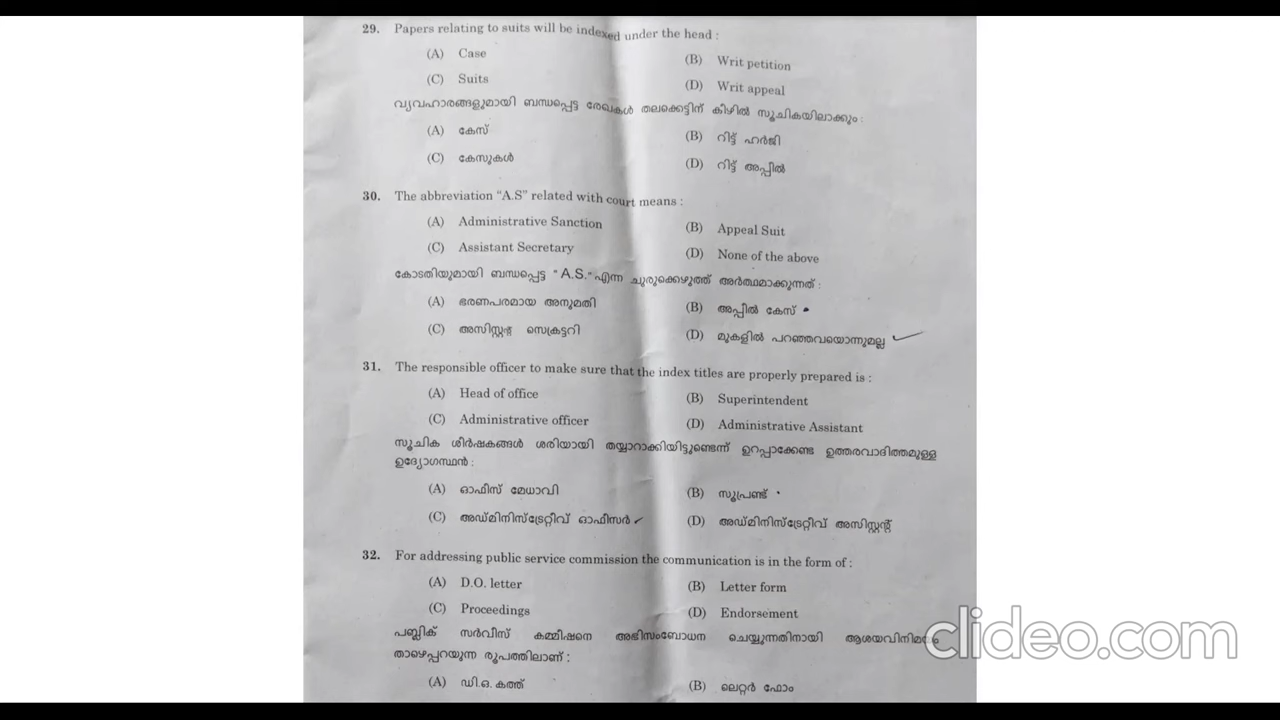 29. Papers relating to suits will be indexed under the head :
(A) Case (B) Writ petition
(C) Suits (D) Writ appeal
വ്യവഹാരങ്ങളുമായി ബന്ധപ്പെട്ട രേഖകൾ തലക്കെട്ടിന് കീഴിൽ സൂചികയിലാക്കും :
(A) കേസ് (B) റിട്ട് ഹർജി
(C) കേസുകൾ (D) റിട്ട് അപ്പീൽ
30. The abbreviation "A.S" related with court means :
(A) Administrative Sanction (B) Appeal Suit
(C) Assistant Secretary (D) None of the above
കോടതിയുമായി ബന്ധപ്പെട്ട "A.S." എന്ന ചുരുക്കെഴുത്ത് അർത്ഥമാക്കുന്നത് :
(A) ഭരണപരമായ അനുമതി (B) അപ്പീൽ കേസ്
(C) അസിസ്റ്റന്റ സെക്രട്ടറി (D) മുകളിൽ പറഞ്ഞവയൊന്നുമല്ല
31. The responsible officer to make sure that the index titles are properly prepared is :
(A) Head of office (B) Superintendent
(C) Administrative officer (D) Administrative Assistant
സൂചിക ശീർഷകങ്ങൾ ശരിയായി തയ്യാറാക്കിയിട്ടുണ്ടെന്ന് ഉറപ്പാക്കേണ്ട ഉത്തരവാദിത്തമുള്ള
ഉദ്യോഗസ്ഥൻ :
(A) ഓഫീസ് മേധാവി (B) സൂപ്രണ്ട്
(C) അഡ്മിനിസ്ട്രേറ്റീവ് ഓഫീസർ (D) അഡ്മിനിസ്ട്രേറ്റീവ് അസിസ്റ്റന്റ്
32. For addressing public service commission the communication is in the form of :
(A) D.O. letter (B) Letter form
(C) Proceedings (D) Endorsement
പബ്ലിക് സർവീസ് കമ്മീഷനെ അഭിസംബോധന ചെയ്യുന്നതിനായി ആശയവിനിമയം
താഴെപ്പറയുന്ന രൂപത്തിലാണ് :
(A) ഡി.ഒ. കത്ത് (B) ലെറ്റർ ഫോം
clideo.com